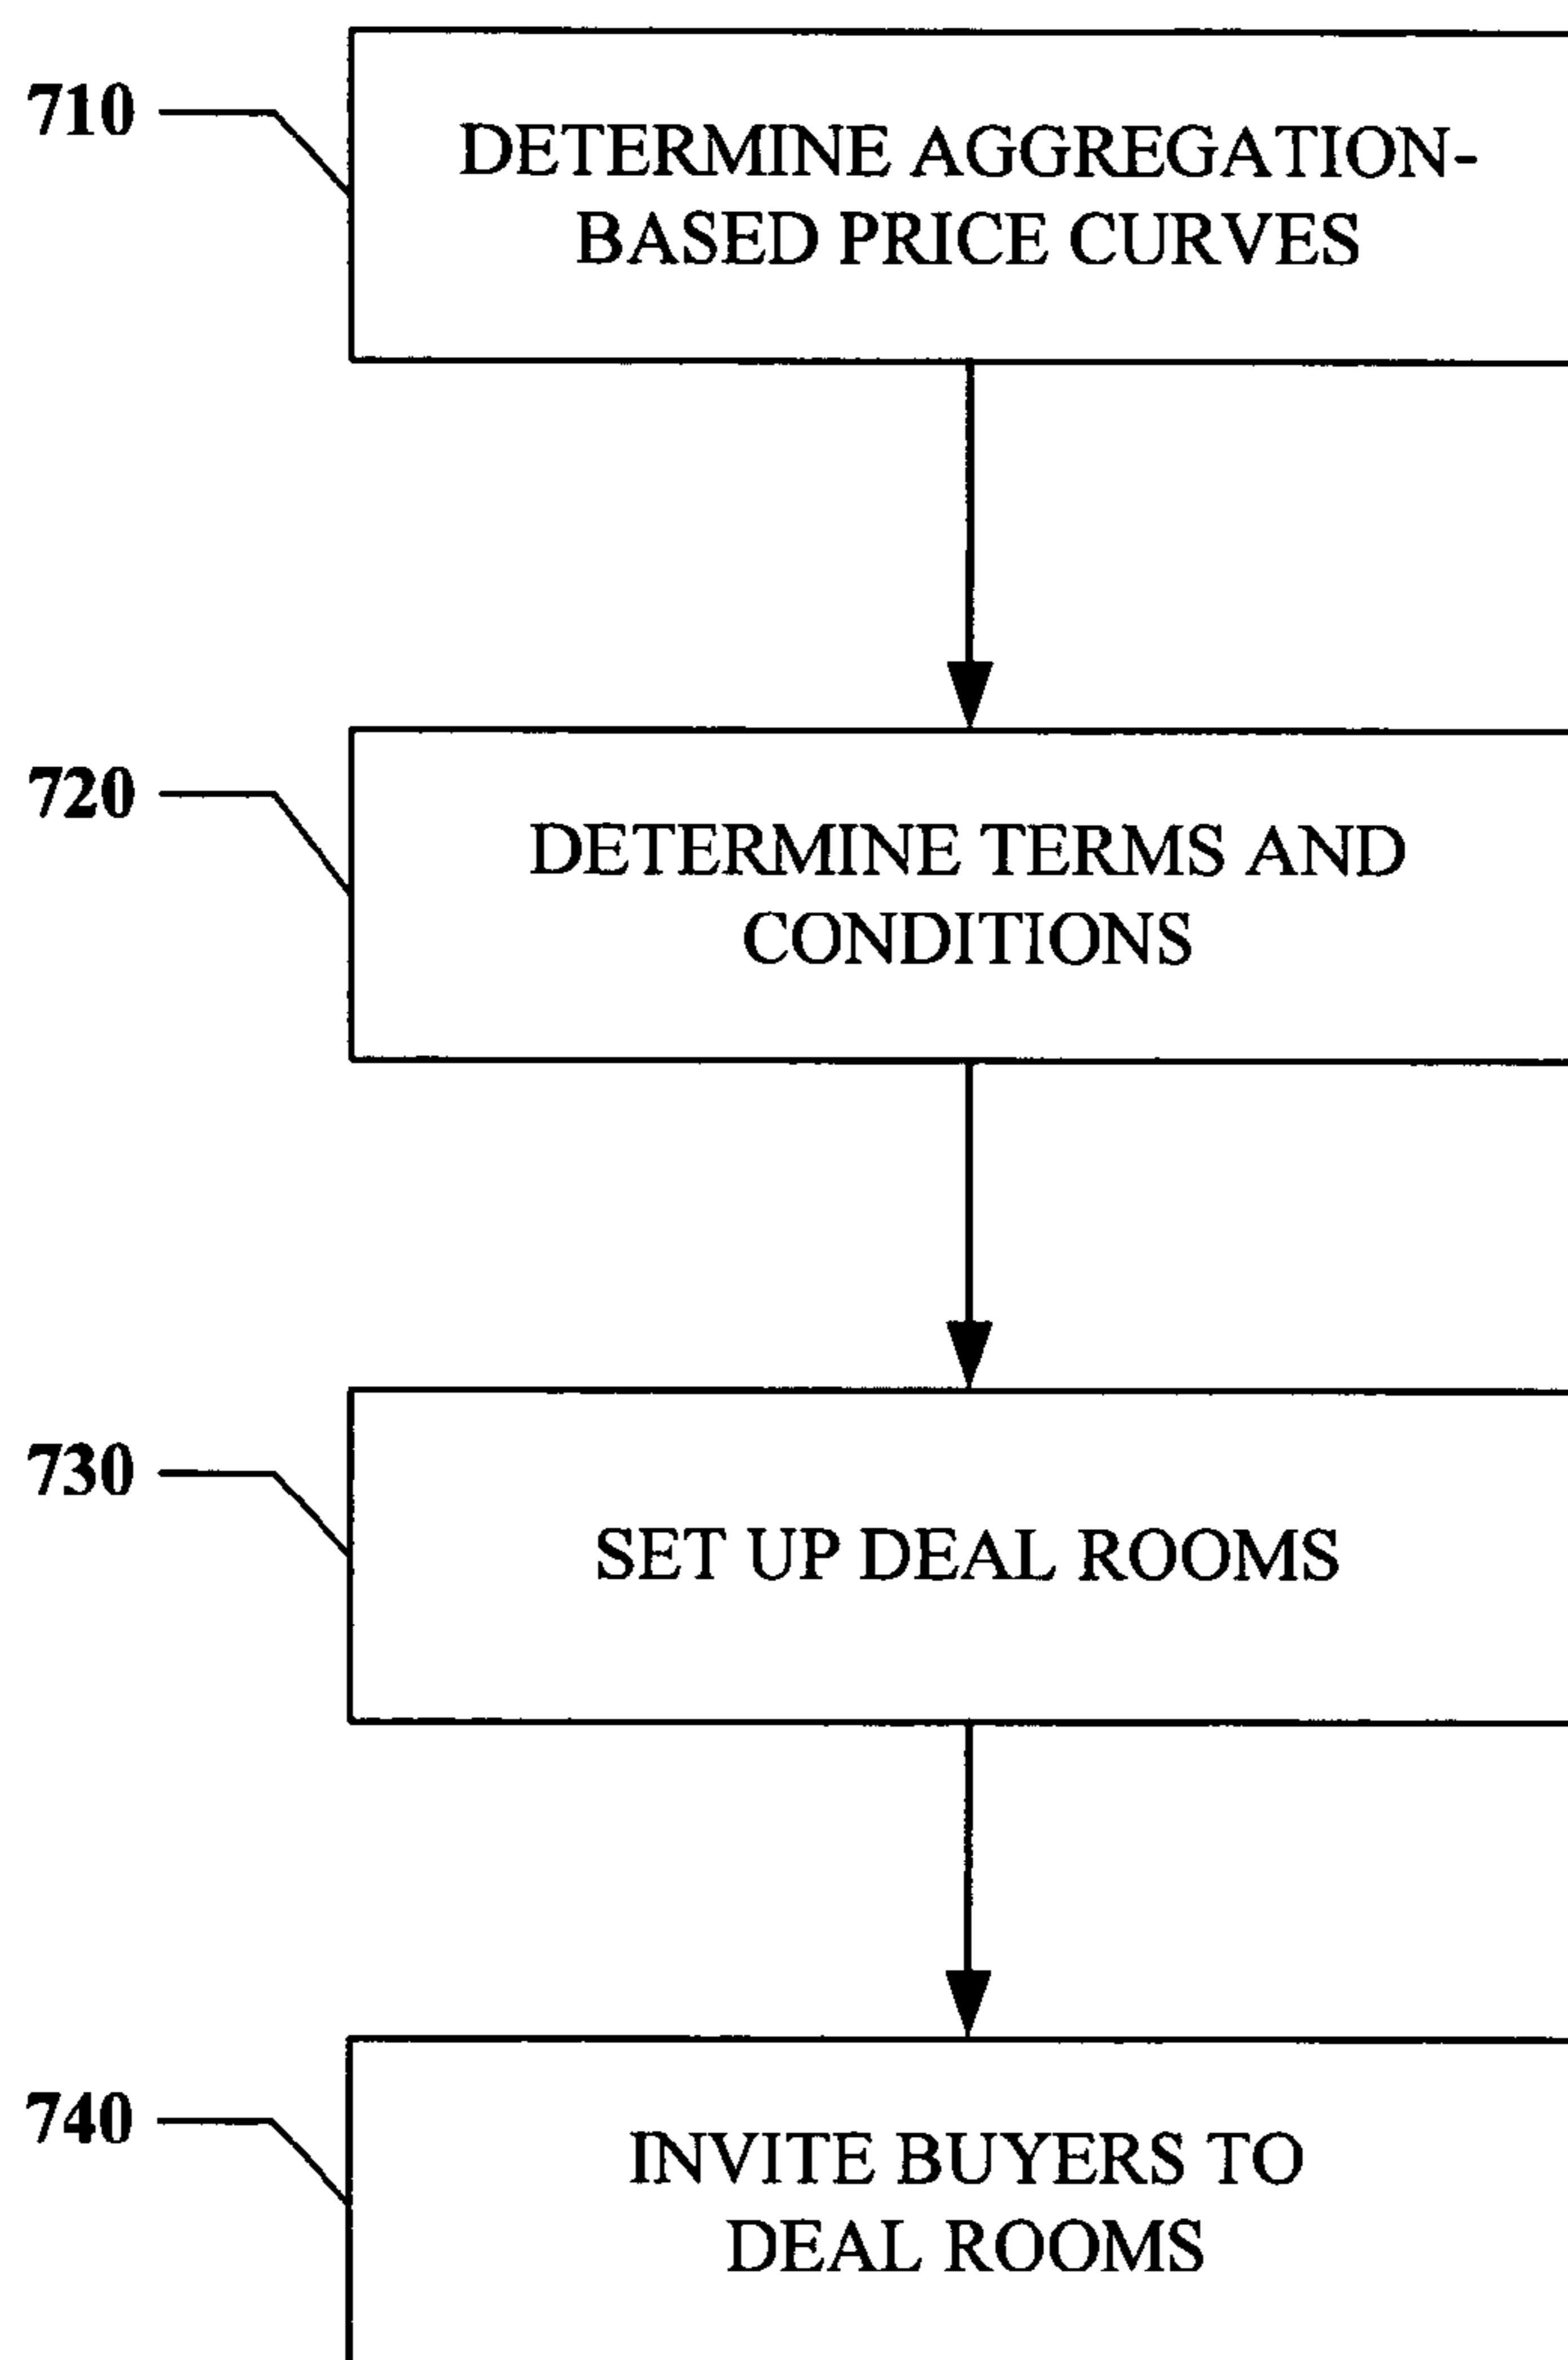 710
DETERMINE AGGREGATION-
BASED PRICE CURVES
720
DETERMINE TERMS AND
CONDITIONS
730
SET UP DEAL ROOMS
740
INVITE BUYERS TO
DEAL ROOMS